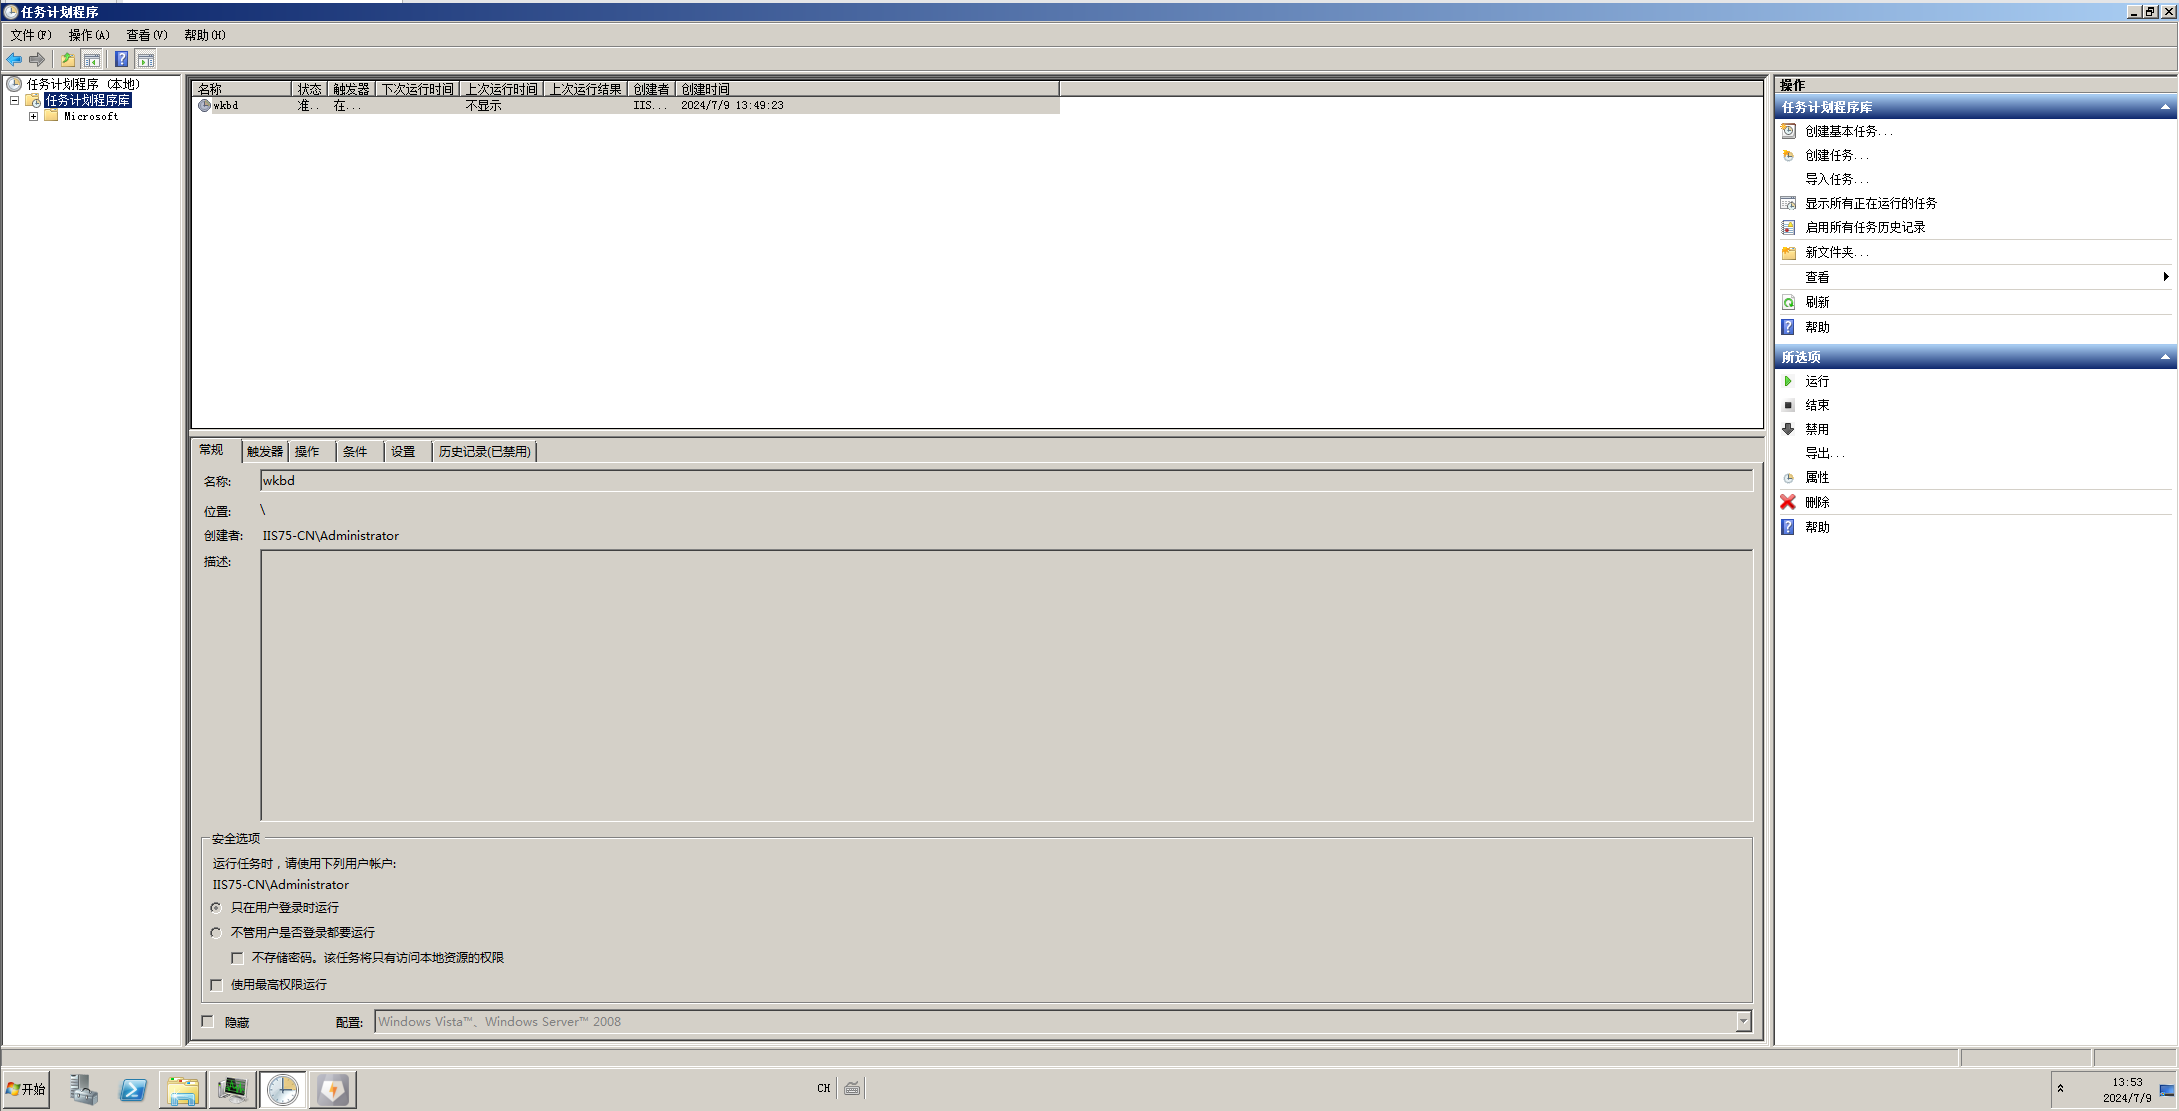 任务计划程序
文件(F) 操作(A) 查看(V) 帮助(H)
任务计划程序 (本地)
任务计划程序库
Microsoft
名称 状态 触发器 下次运行时间 上次运行时间 上次运行结果 创建者 创建时间
wkbd 准.. 在... 不显示 IIS... 2024/7/9 13:49:23
常规 触发器 操作 条件 设置 历史记录(已禁用)
名称: wkbd
位置: \
创建者: IIS75-CN\Administrator
描述:
安全选项
运行任务时，请使用下列用户帐户:
IIS75-CN\Administrator
只在用户登录时运行
不管用户是否登录都要运行
不存储密码。该任务将只有访问本地资源的权限
使用最高权限运行
隐藏 配置: Windows Vista™、Windows Server™ 2008
操作
任务计划程序库
创建基本任务...
创建任务...
导入任务...
显示所有正在运行的任务
启用所有任务历史记录
新文件夹...
查看
刷新
帮助
所选项
运行
结束
禁用
导出...
属性
删除
帮助
开始
CH
13:53
2024/7/9